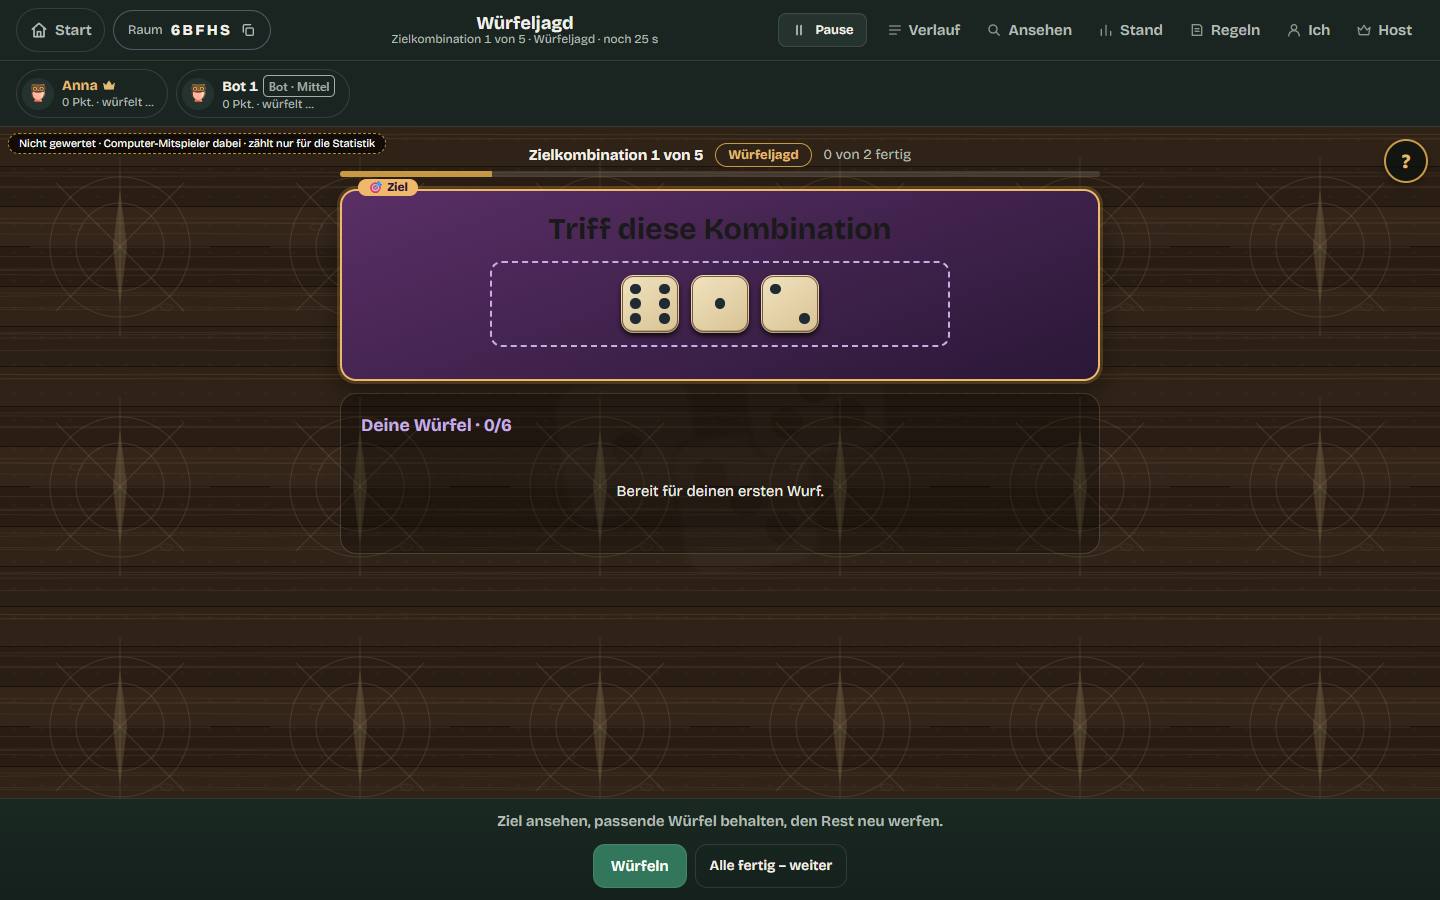 Start
Raum 6BFHS
Würfeljagd
Zielkombination 1 von 5 · Würfeljagd · noch 25 s
Pause
Verlauf
Ansehen
Stand
Regeln
Ich
Host
Anna
0 Pkt. · würfelt ...
Bot 1 Bot · Mittel
0 Pkt. · würfelt ...
Nicht gewertet · Computer-Mitspieler dabei · zählt nur für die Statistik
Zielkombination 1 von 5 Würfeljagd 0 von 2 fertig
?
Ziel
Triff diese Kombination
Deine Würfel · 0/6
Bereit für deinen ersten Wurf.
Ziel ansehen, passende Würfel behalten, den Rest neu werfen.
Würfeln
Alle fertig – weiter